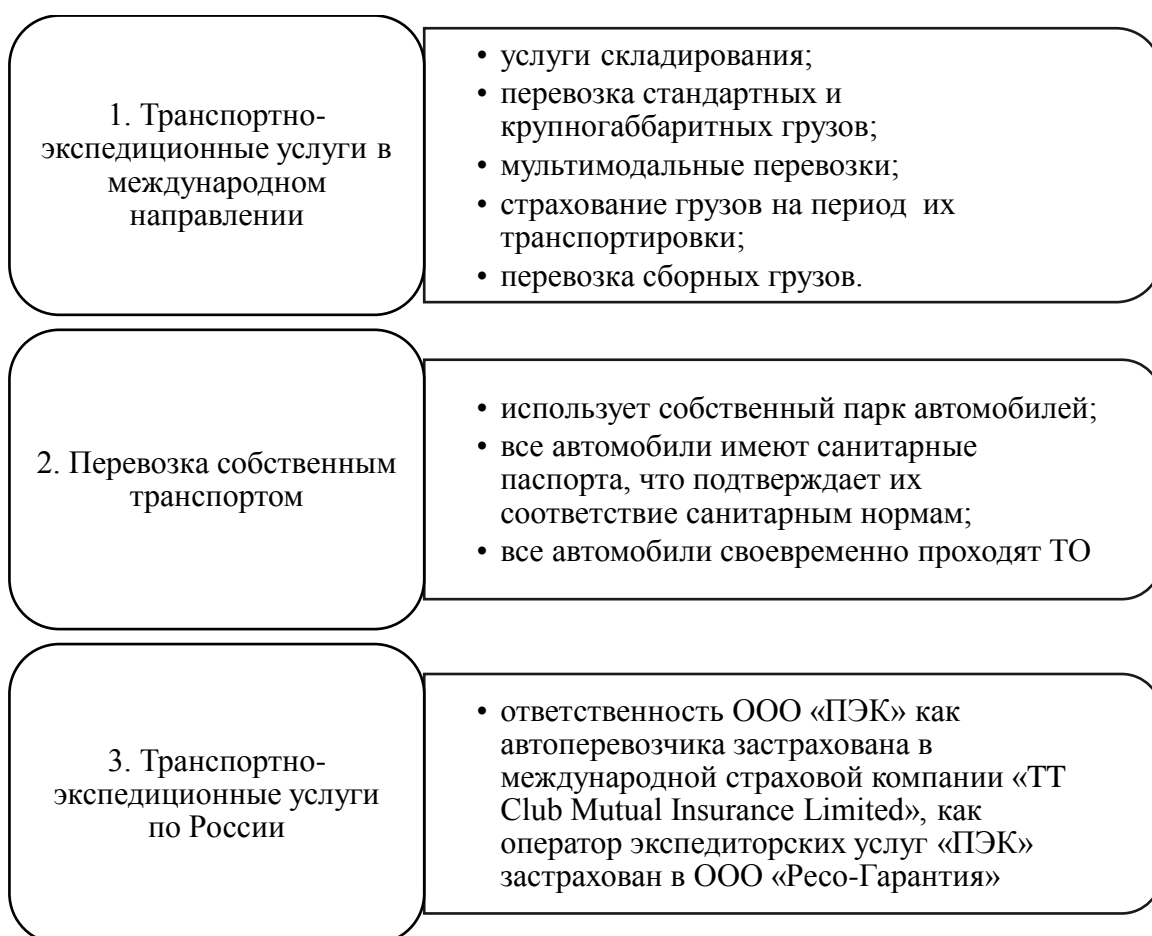 1. Транспортно-
экспедиционные услуги в
международном
направлении
• услуги складирования;
• перевозка стандартных и
крупногаббаритных грузов;
• мультимодальные перевозки;
• страхование грузов на период  их
транспортировки;
• перевозка сборных грузов.
2. Перевозка собственным
транспортом
• использует собственный парк автомобилей;
• все автомобили имеют санитарные
паспорта, что подтверждает их
соответствие санитарным нормам;
• все автомобили своевременно проходят ТО
3. Транспортно-
экспедиционные услуги
по России
• ответственность ООО «ПЭК» как
автоперевозчика застрахована в
международной страховой компании «TT
Club Mutual Insurance Limited», как
оператор экспедиторских услуг «ПЭК»
застрахован в ООО «Ресо-Гарантия»